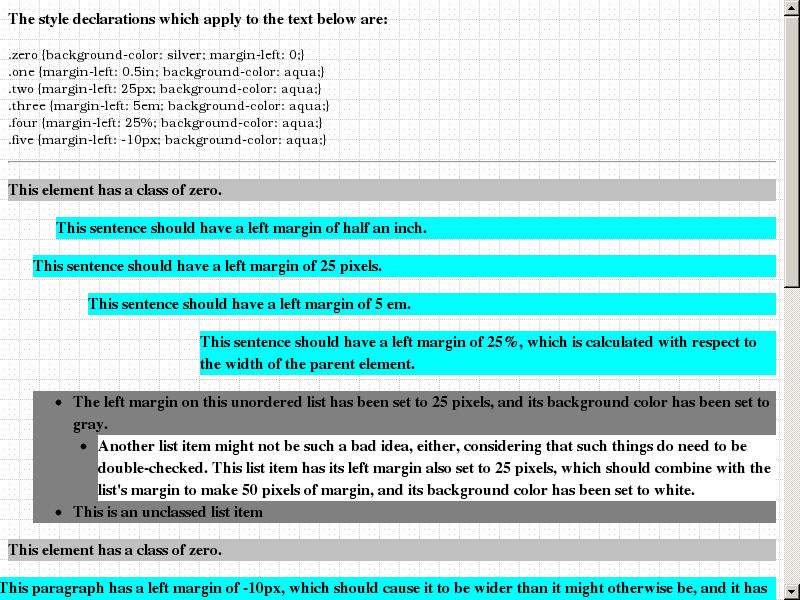 The style declarations which apply to the text below are:
.zero {background-color: silver; margin-left: 0;}
.one {margin-left: 0.5in; background-color: aqua;}
.two {margin-left: 25px; background-color: aqua;}
.three {margin-left: 5em; background-color: aqua;}
.four {margin-left: 25%; background-color: aqua;}
.five {margin-left: -10px; background-color: aqua;}
This element has a class of zero.
This sentence should have a left margin of half an inch.
This sentence should have a left margin of 25 pixels.
This sentence should have a left margin of 5 em.
This sentence should have a left margin of 25%, which is calculated with respect to
the width of the parent element.
• The left margin on this unordered list has been set to 25 pixels, and its background color has been set to
gray.
• Another list item might not be such a bad idea, either, considering that such things do need to be
double-checked. This list item has its left margin also set to 25 pixels, which should combine with the
list's margin to make 50 pixels of margin, and its background color has been set to white.
• This is an unclassed list item
This element has a class of zero.
This paragraph has a left margin of -10px, which should cause it to be wider than it might otherwise be, and it has